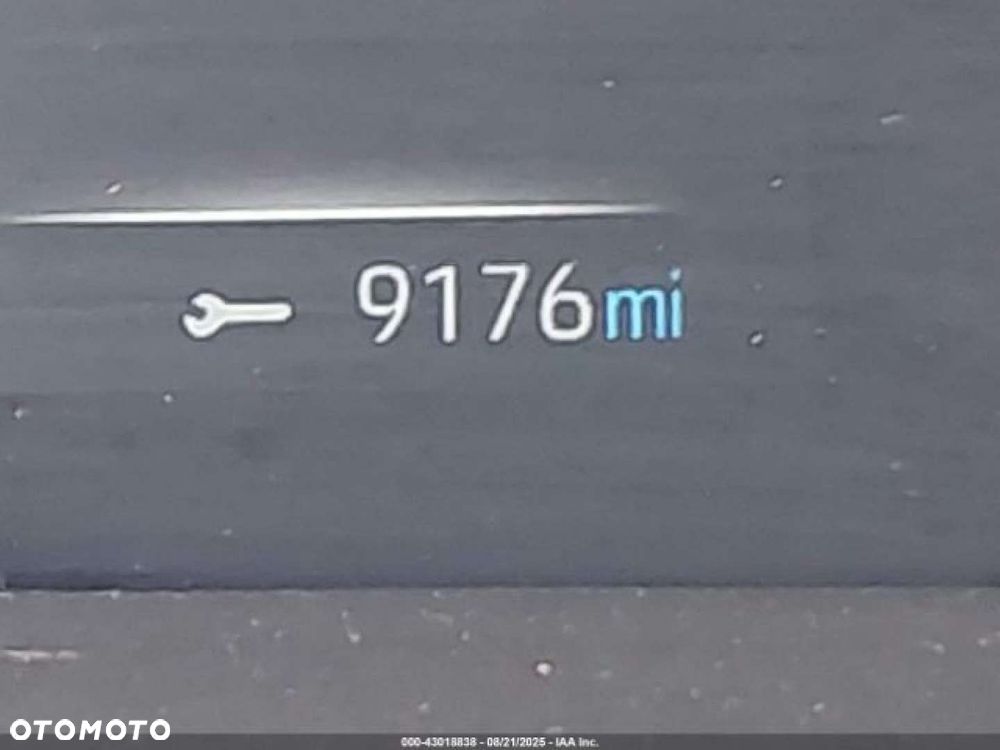 9176mi
OTOMOTO
000-43018838 - 08/21/2025 - IAA Inc.